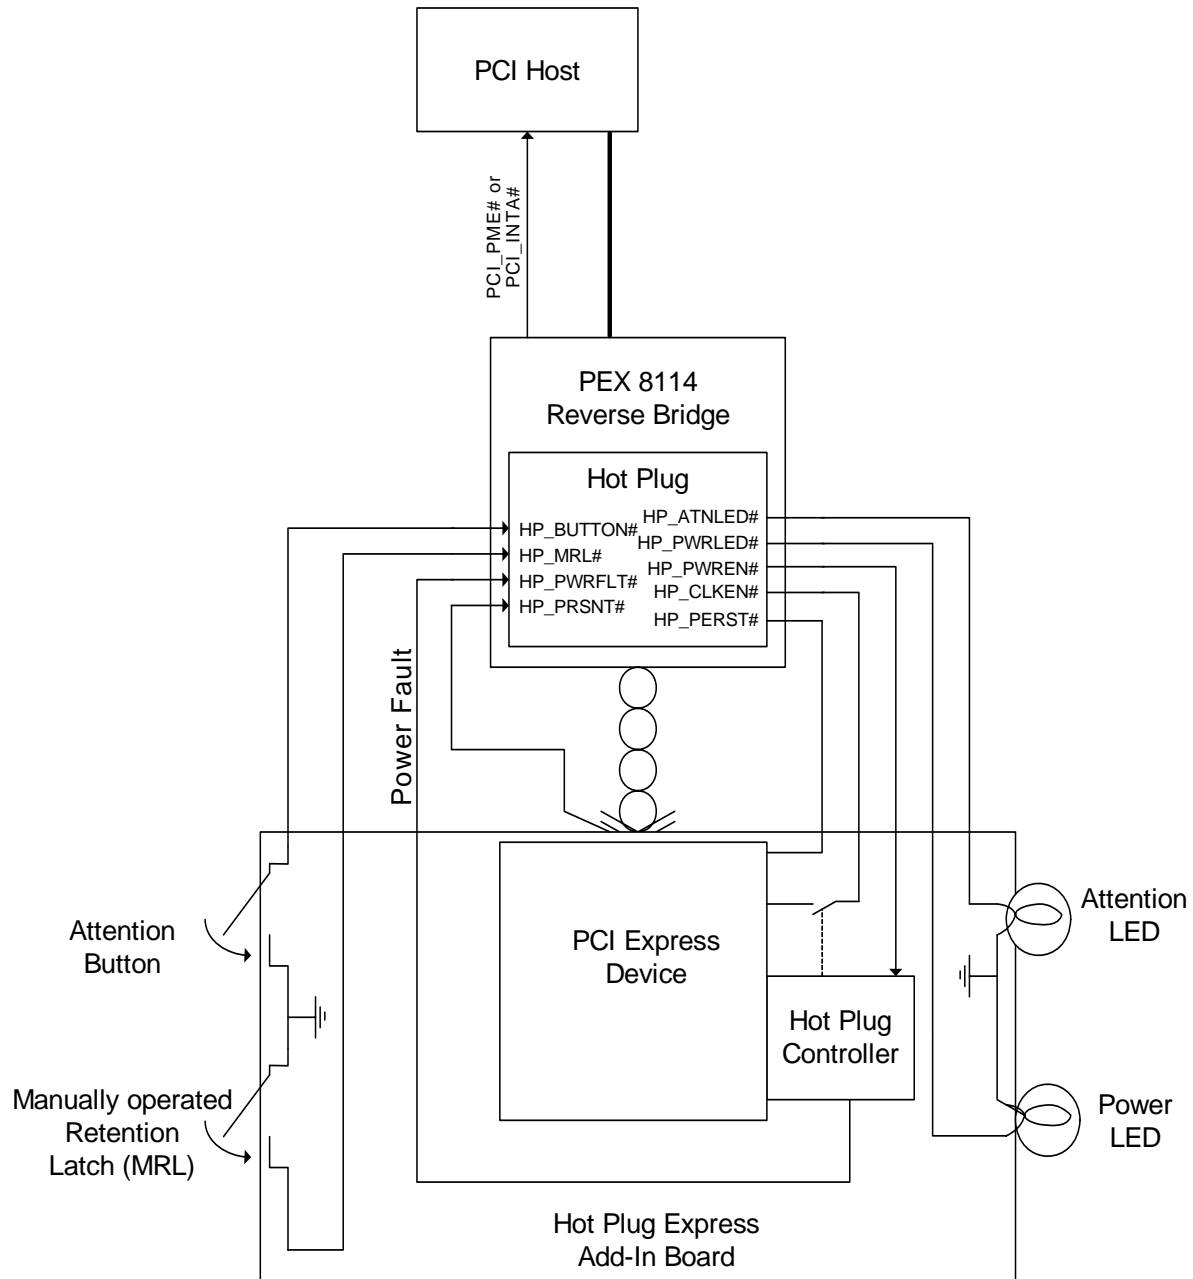 PCI Host
PCI_PME# or
PCI_INTA#
PEX 8114
Reverse Bridge
Hot Plug
HP_BUTTON#
HP_MRL#
HP_PWRFLT#
HP_PRSNT#
HP_ATNLED#
HP_PWRLED#
HP_PWREN#
HP_CLKEN#
HP_PERST#
Power Fault
Attention
Button
PCI Express
Device
Attention
LED
Hot Plug
Controller
Manually operated
Retention
Latch (MRL)
Power
LED
Hot Plug Express
Add-In Board